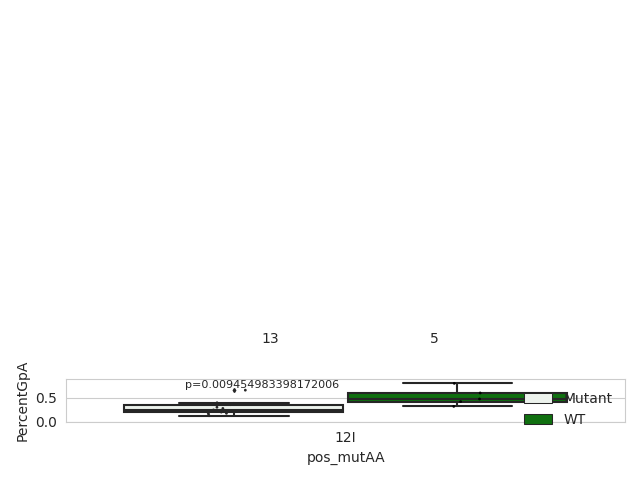 13 5
p=0.009454983398172006
PercentGpA
0.5
0.0
Mutant
WT
12I
pos_mutAA